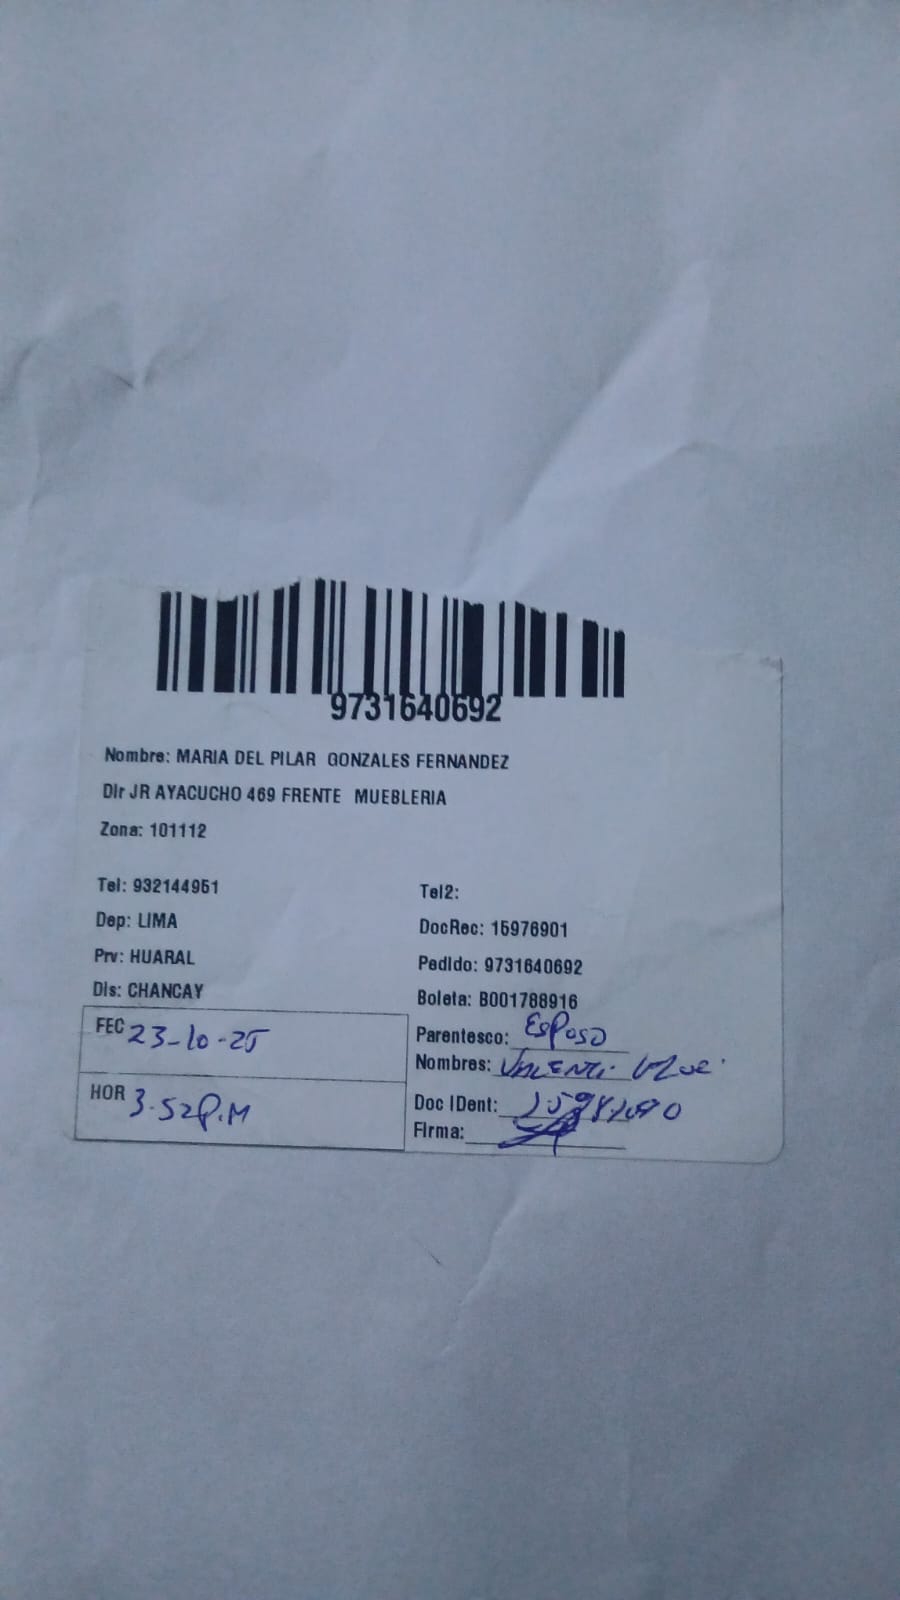 9731640692
Nombre: MARIA DEL PILAR GONZALES FERNANDEZ
Dir JR AYACUCHO 469 FRENTE MUEBLERIA
Zona: 101112
Tel: 932144951
Tel2:
Dep: LIMA
DocRec: 15976901
Prv: HUARAL
Pedido: 9731640692
Dis: CHANCAY
Boleta: B001788916
FEC 23-10-25
Parentesco: Esposo
Nombres:
HOR 3.52P.M
Doc IDent:
Firma: